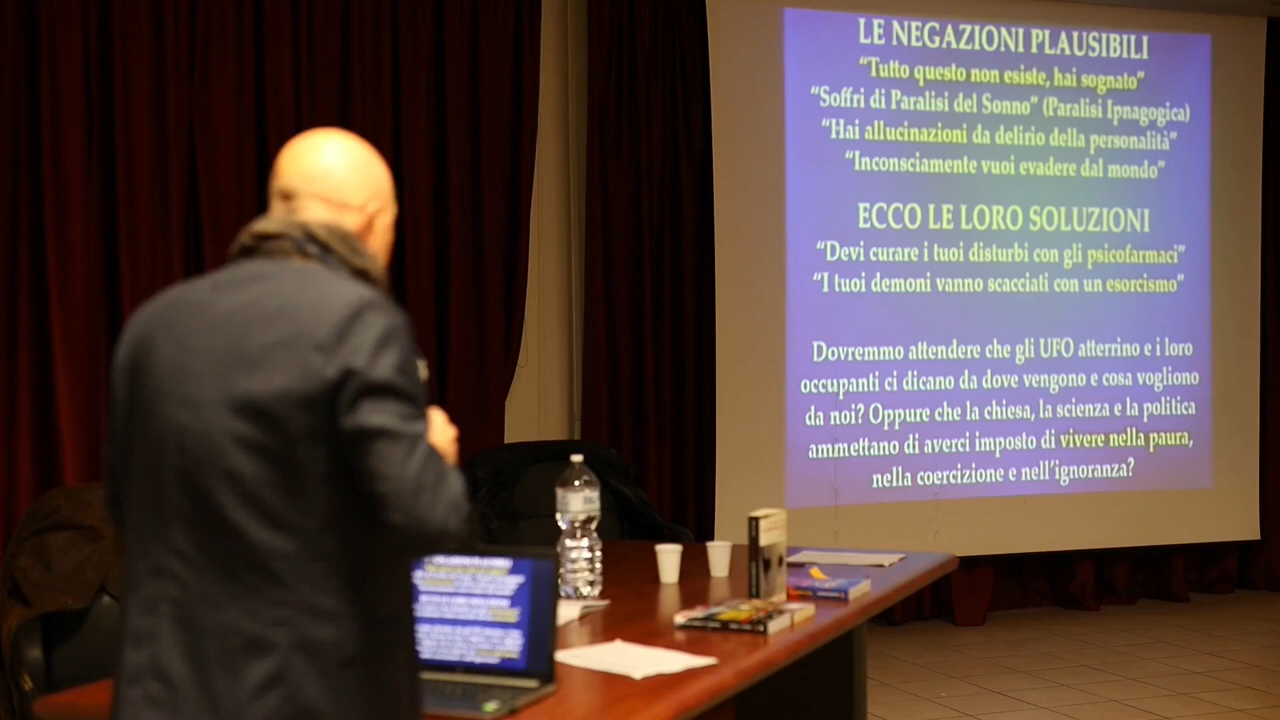 LE NEGAZIONI PLAUSIBILI
“Tutto questo non esiste, hai sognato”
“Soffri di Paralisi del Sonno” (Paralisi Ipnagogica)
“Hai allucinazioni da delirio della personalità”
“Inconsciamente vuoi evadere dal mondo”
ECCO LE LORO SOLUZIONI
“Devi curare i tuoi disturbi con gli psicofarmaci”
“I tuoi demoni vanno scacciati con un esorcismo”
Dovremmo attendere che gli UFO atterrino e i loro
occupanti ci dicano da dove vengono e cosa vogliono
da noi? Oppure che la chiesa, la scienza e la politica
ammettano di averci imposto di vivere nella paura,
nella coercizione e nell’ignoranza?